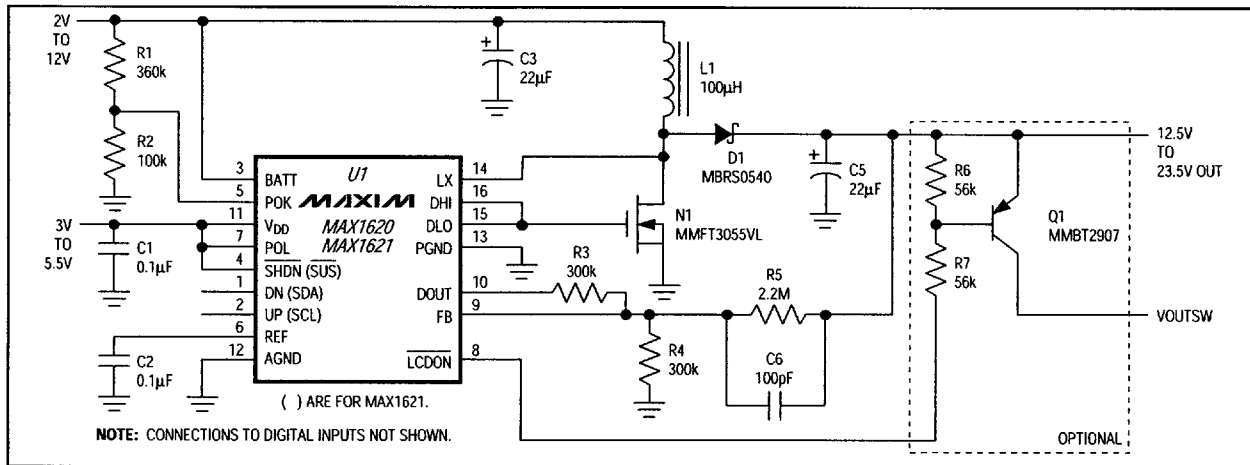 2V
TO
12V
R1
360k
R2
100k
C3
22µF
L1
100µH
D1
MBRS0540
C5
22µF
12.5V
TO
23.5V OUT
R6
56k
R7
56k
Q1
MMBT2907
VOUTSW
OPTIONAL
3V
TO
5.5V
C1
0.1µF
C2
0.1µF
U1
MAXIM
MAX1620
MAX1621
3 BATT
5 POK
11 VDD
7 POL
4 SHDN (SUS)
1 DN (SDA)
2 UP (SCL)
6 REF
12 AGND
LX 14
DHI 16
DLO 15
PGND 13
DOUT 10
FB 9
LCDON 8
N1
MMFT3055VL
R3
300k
R4
300k
R5
2.2M
C6
100pF
( ) ARE FOR MAX1621.
NOTE: CONNECTIONS TO DIGITAL INPUTS NOT SHOWN.